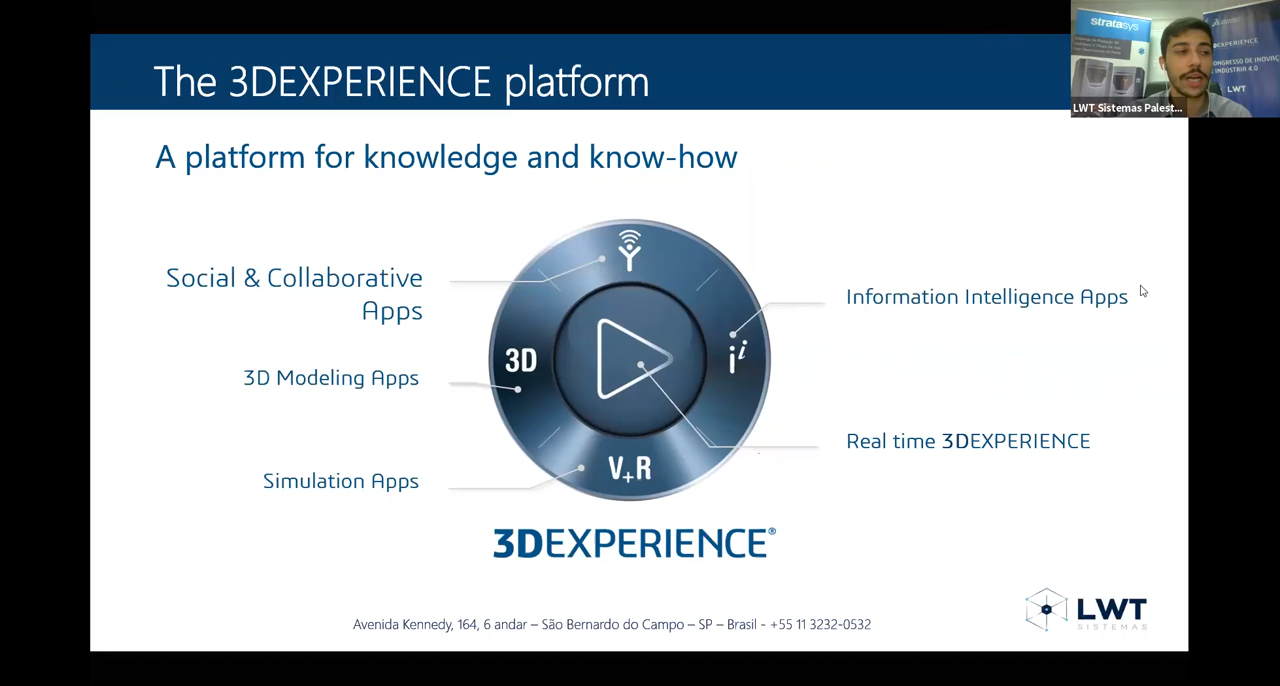 The 3DEXPERIENCE platform
A platform for knowledge and know-how
Social & Collaborative
Apps
3D Modeling Apps
Simulation Apps
3D
V+R
Information Intelligence Apps
Real time 3DEXPERIENCE
3DEXPERIENCE®
Avenida Kennedy, 164, 6 andar – São Bernardo do Campo – SP – Brasil - +55 11 3232-0532
LWT
SISTEMAS
stratasys
EXPERIENCE
LWT
LWT Sistemas Palest...